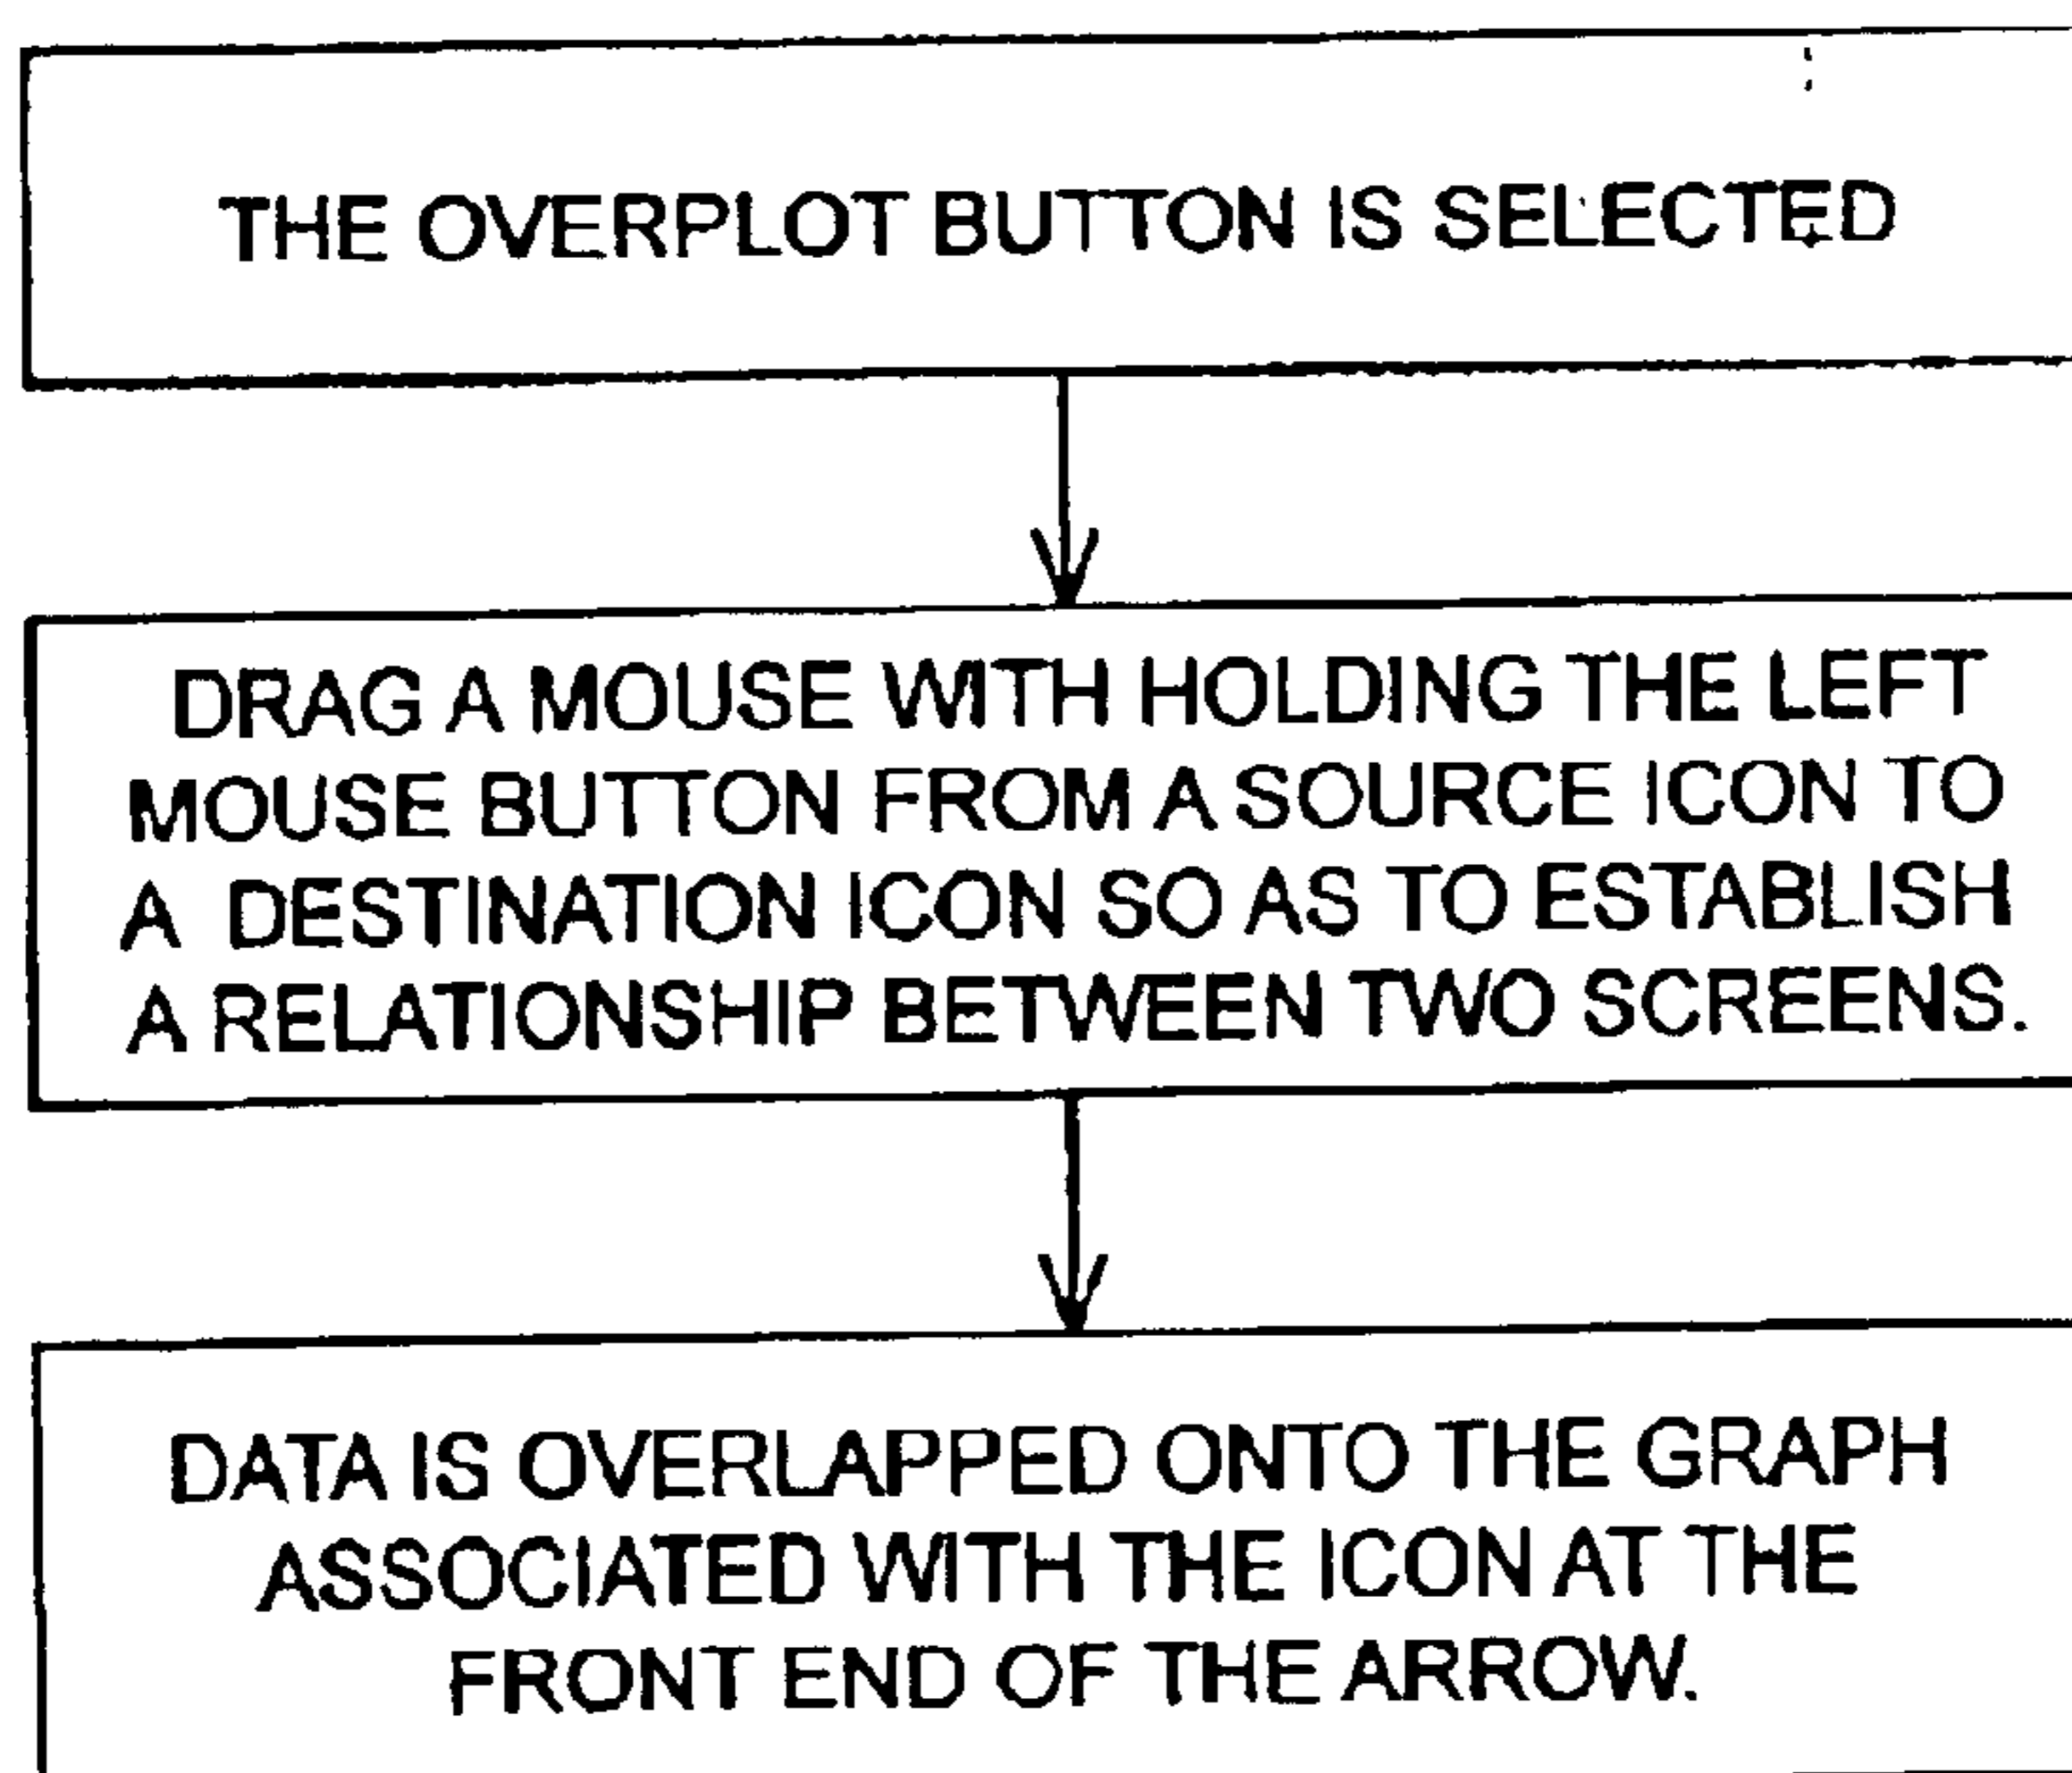 THE OVERPLOT BUTTON IS SELECTED
DRAG A MOUSE WITH HOLDING THE LEFT
MOUSE BUTTON FROM A SOURCE ICON TO
A DESTINATION ICON SO AS TO ESTABLISH
A RELATIONSHIP BETWEEN TWO SCREENS.
DATA IS OVERLAPPED ONTO THE GRAPH
ASSOCIATED WITH THE ICON AT THE
FRONT END OF THE ARROW.